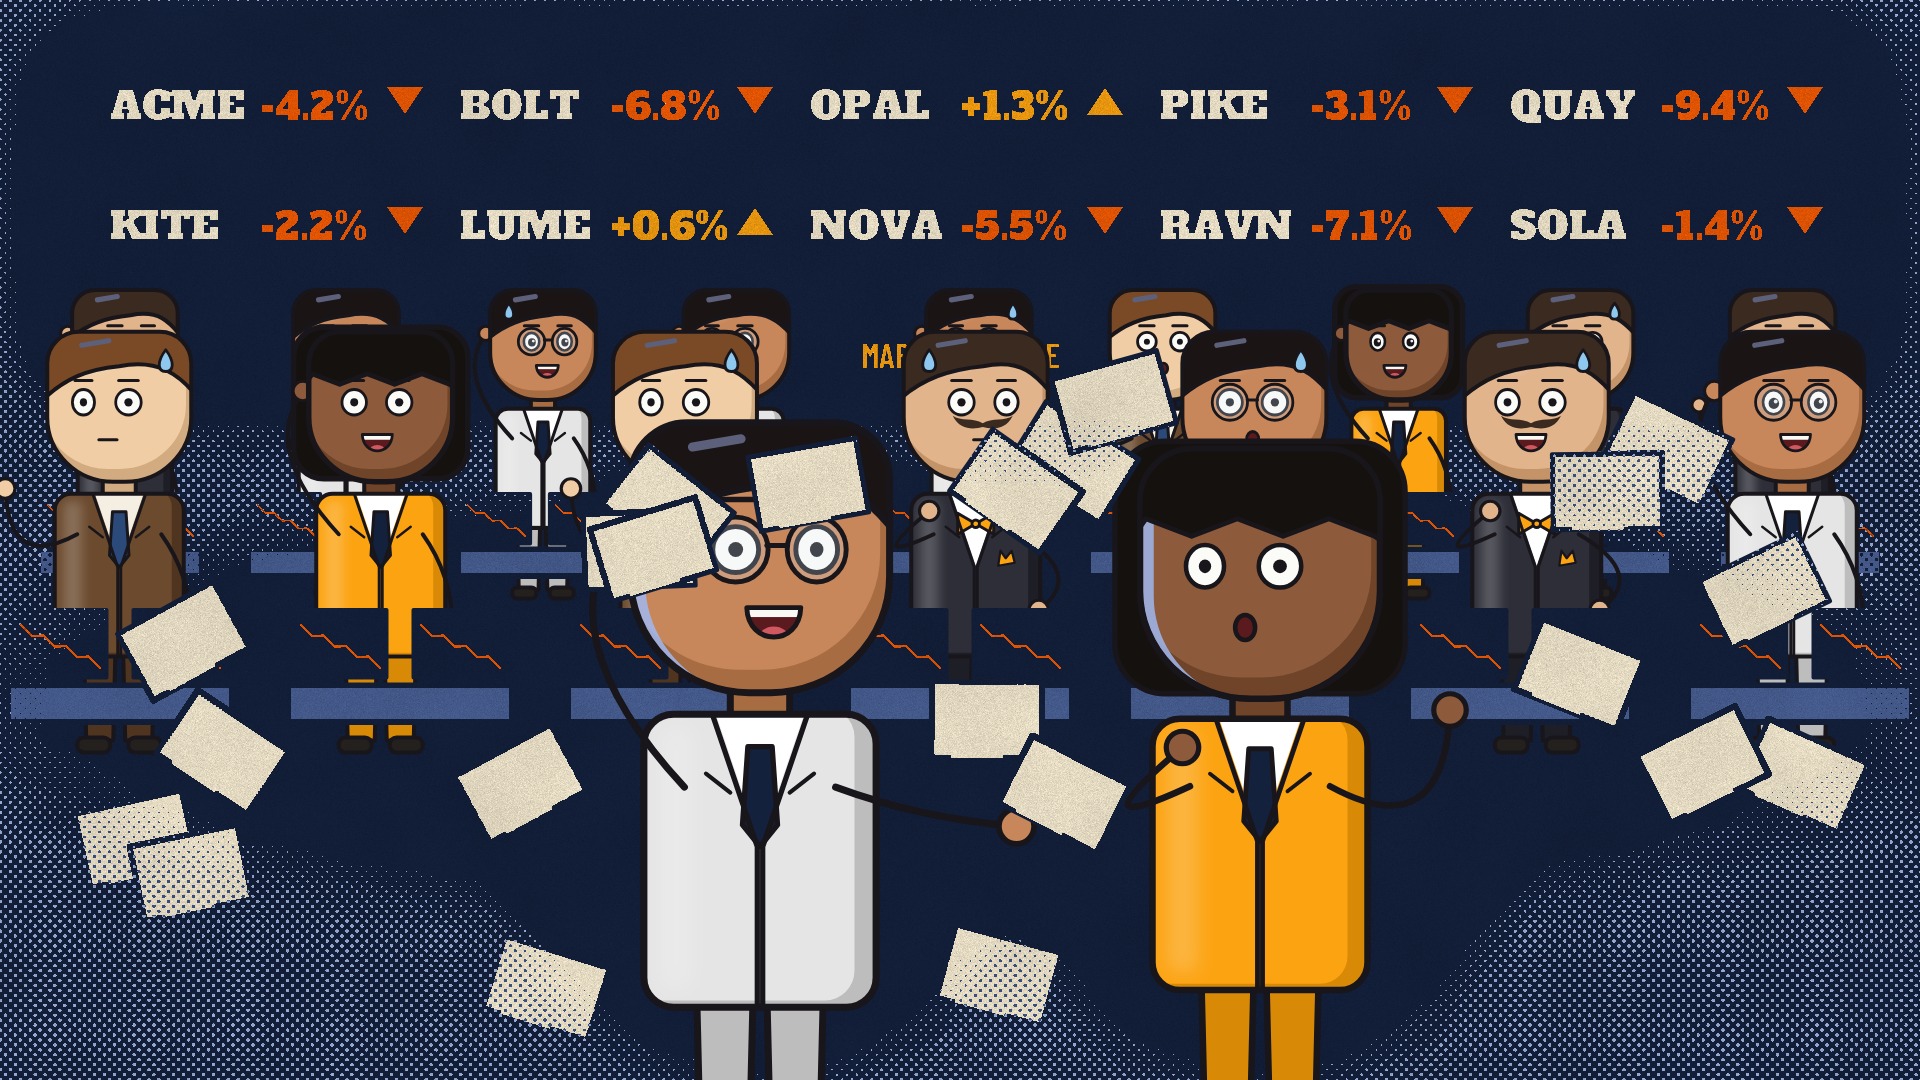 ACME -4.2% BOLT -6.8% OPAL +1.3% PIKE -3.1% QUAY -9.4%
KITE -2.2% LUME +0.6% NOVA -5.5% RAVN -7.1% SOLA -1.4%